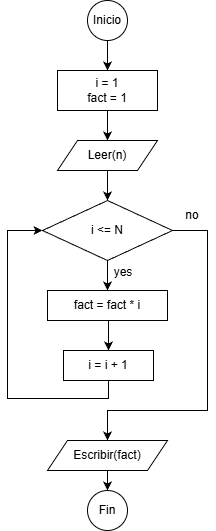 Inicio
i = 1
fact = 1
Leer(n)
i <= N
no
yes
fact = fact * i
i = i + 1
Escribir(fact)
Fin